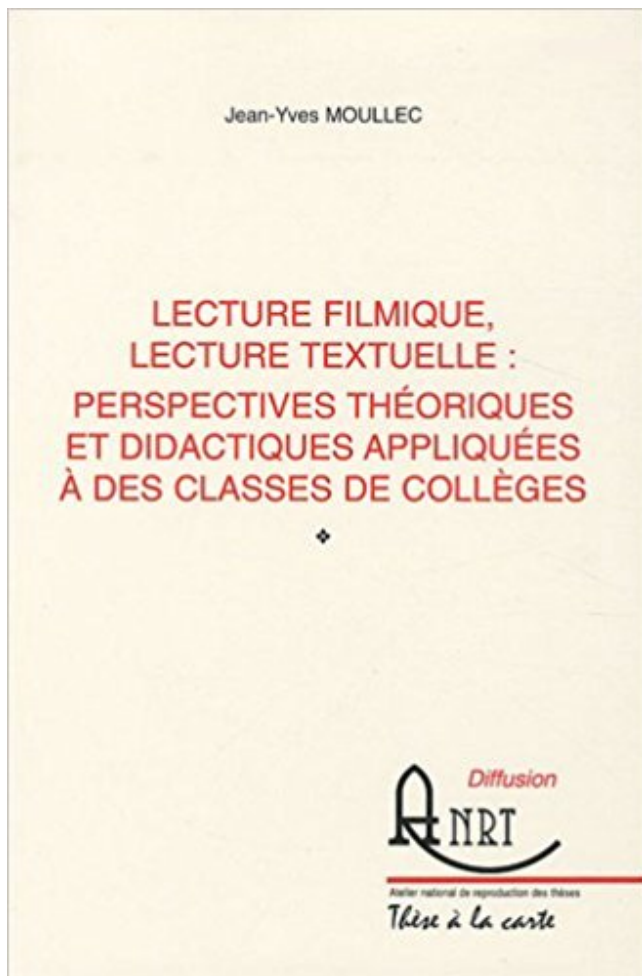 Jean-Yves MOULLEC
LECTURE FILMIQUE,
LECTURE TEXTUELLE :
PERSPECTIVES THÉORIQUES
ET DIDACTIQUES APPLIQUÉES
À DES CLASSES DE COLLÈGES
Diffusion
ANRT
Atelier national de reproduction des thèses
Thèse à la carte